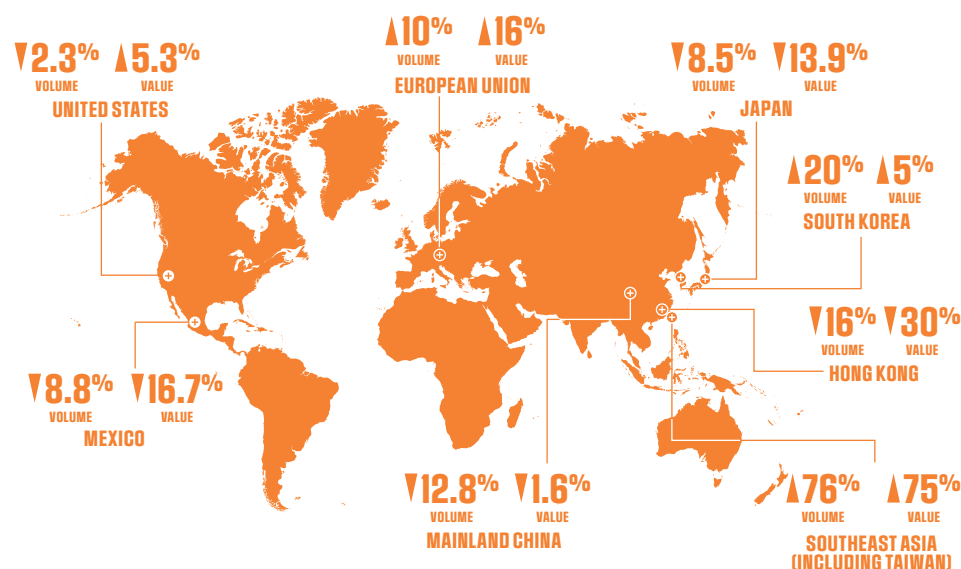 ▼2.3% ▲5.3%
VOLUME VALUE
UNITED STATES
▲10% ▲16%
VOLUME VALUE
EUROPEAN UNION
▼8.5% ▼13.9%
VOLUME VALUE
JAPAN
▲20% ▲5%
VOLUME VALUE
SOUTH KOREA
▼16% ▼30%
VOLUME VALUE
HONG KONG
▼8.8% ▼16.7%
VOLUME VALUE
MEXICO
▼12.8% ▼1.6%
VOLUME VALUE
MAINLAND CHINA
▲76% ▲75%
VOLUME VALUE
SOUTHEAST ASIA
(INCLUDING TAIWAN)